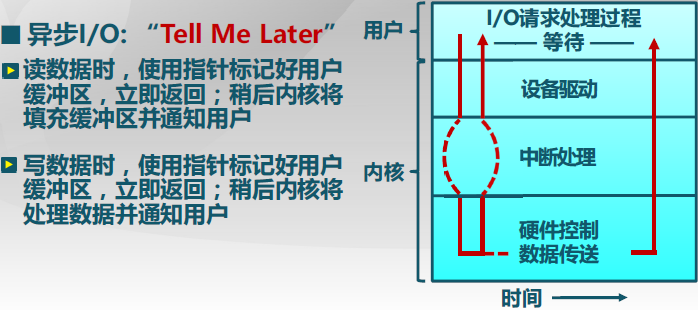 异步I/O: “Tell Me Later”
读数据时，使用指针标记好用户
缓冲区，立即返回；稍后内核将
填充缓冲区并通知用户
写数据时，使用指针标记好用户
缓冲区，立即返回；稍后内核将
处理数据并通知用户
用户
内核
I/O请求处理过程
等待
设备驱动
中断处理
硬件控制
数据传送
时间